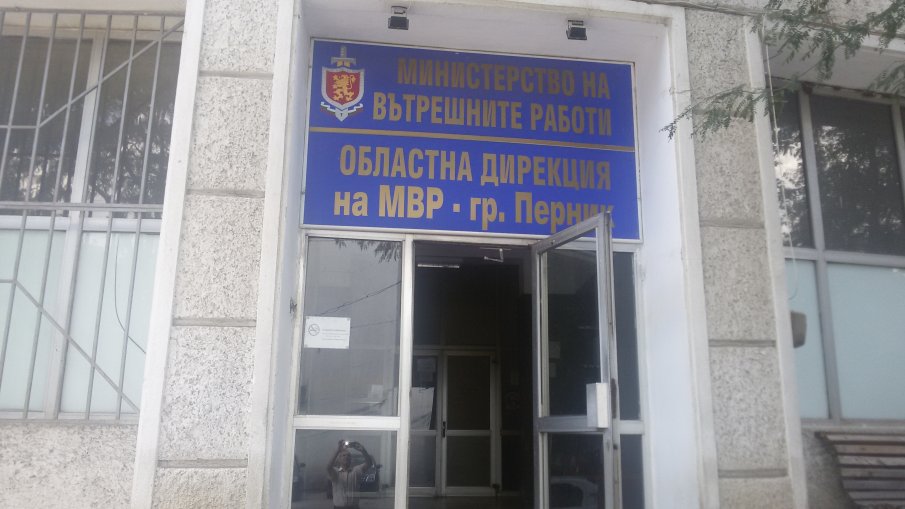 МИНИСТЕРСТВО НА
ВЪТРЕШНИТЕ РАБОТИ
ОБЛАСТНА ДИРЕКЦИЯ
на МВР - гр. Перник